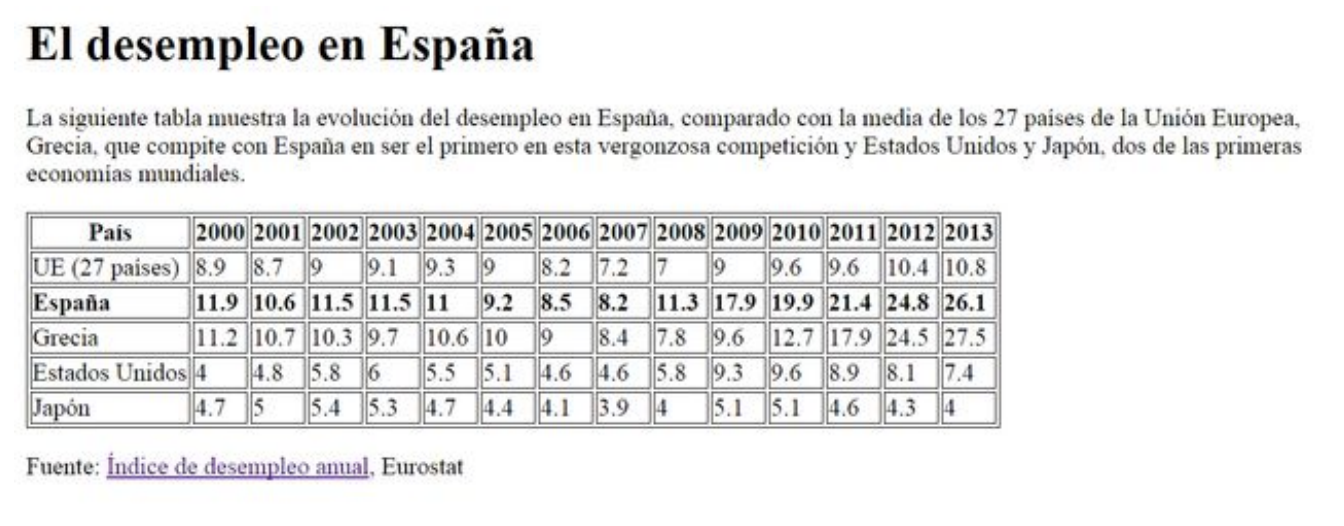 El desempleo en España
La siguiente tabla muestra la evolución del desempleo en España, comparado con la media de los 27 países de la Unión Europea,
Grecia, que compite con España en ser el primero en esta vergonzosa competición y Estados Unidos y Japón, dos de las primeras
economías mundiales.
País 2000 2001 2002 2003 2004 2005 2006 2007 2008 2009 2010 2011 2012 2013
UE (27 países) 8.9 8.7 9 9.1 9.3 9 8.2 7.2 7 9 9.6 9.6 10.4 10.8
España 11.9 10.6 11.5 11.5 11 9.2 8.5 8.2 11.3 17.9 19.9 21.4 24.8 26.1
Grecia 11.2 10.7 10.3 9.7 10.6 10 9 8.4 7.8 9.6 12.7 17.9 24.5 27.5
Estados Unidos 4 4.8 5.8 6 5.5 5.1 4.6 4.6 5.8 9.3 9.6 8.9 8.1 7.4
Japón 4.7 5 5.4 5.3 4.7 4.4 4.1 3.9 4 5.1 5.1 4.6 4.3 4
Fuente: Índice de desempleo anual, Eurostat